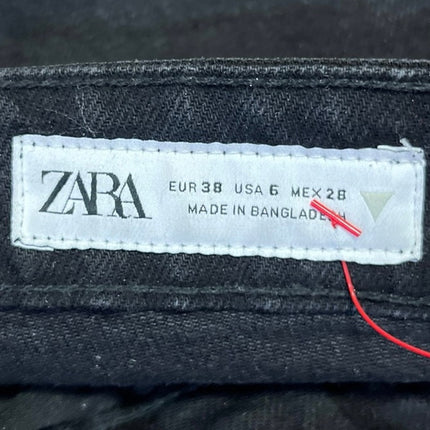 ZARA
EUR 38 USA 6 MEX 28
MADE IN BANGLADESH